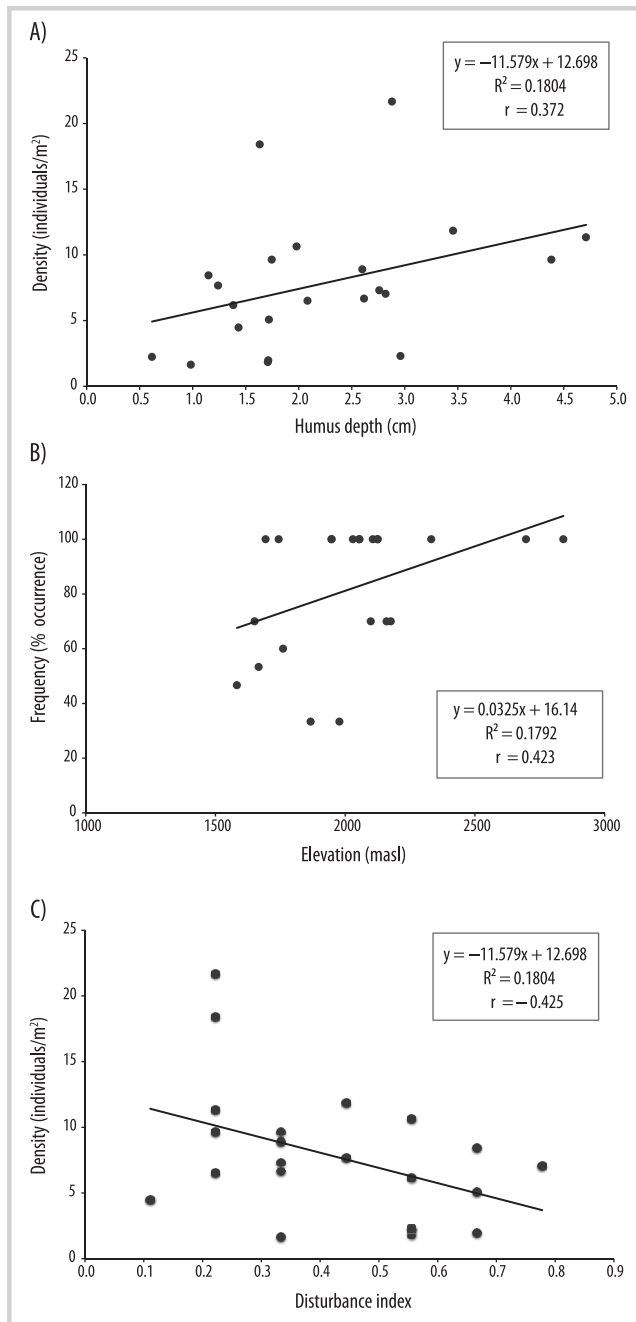 A)
y = −11.579x + 12.698
R² = 0.1804
r = 0.372
Density (individuals/m²)
25
20
15
10
5
0
0.0 0.5 1.0 1.5 2.0 2.5 3.0 3.5 4.0 4.5 5.0
Humus depth (cm)
B)
Frequency (% occurrence)
120
100
80
60
40
20
0
y = 0.0325x + 16.14
R² = 0.1792
r = 0.423
1000 1500 2000 2500 3000
Elevation (masl)
C)
y = −11.579x + 12.698
R² = 0.1804
r = − 0.425
Density (individuals/m²)
25
20
15
10
5
0
0.0 0.1 0.2 0.3 0.4 0.5 0.6 0.7 0.8 0.9
Disturbance index